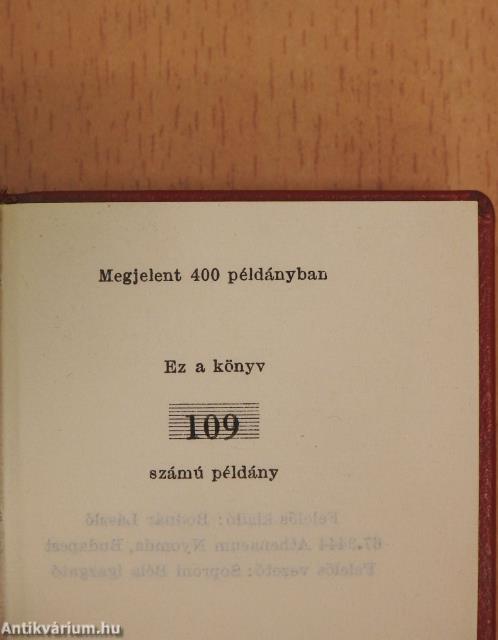 Megjelent 400 példányban
Ez a könyv
109
számú példány
Felelős kiadó: Bodnár László
67.3444 Athenaeum Nyomda, Budapest
Felelős vezető: Soproni Béla igazgató
Antikvárium.hu